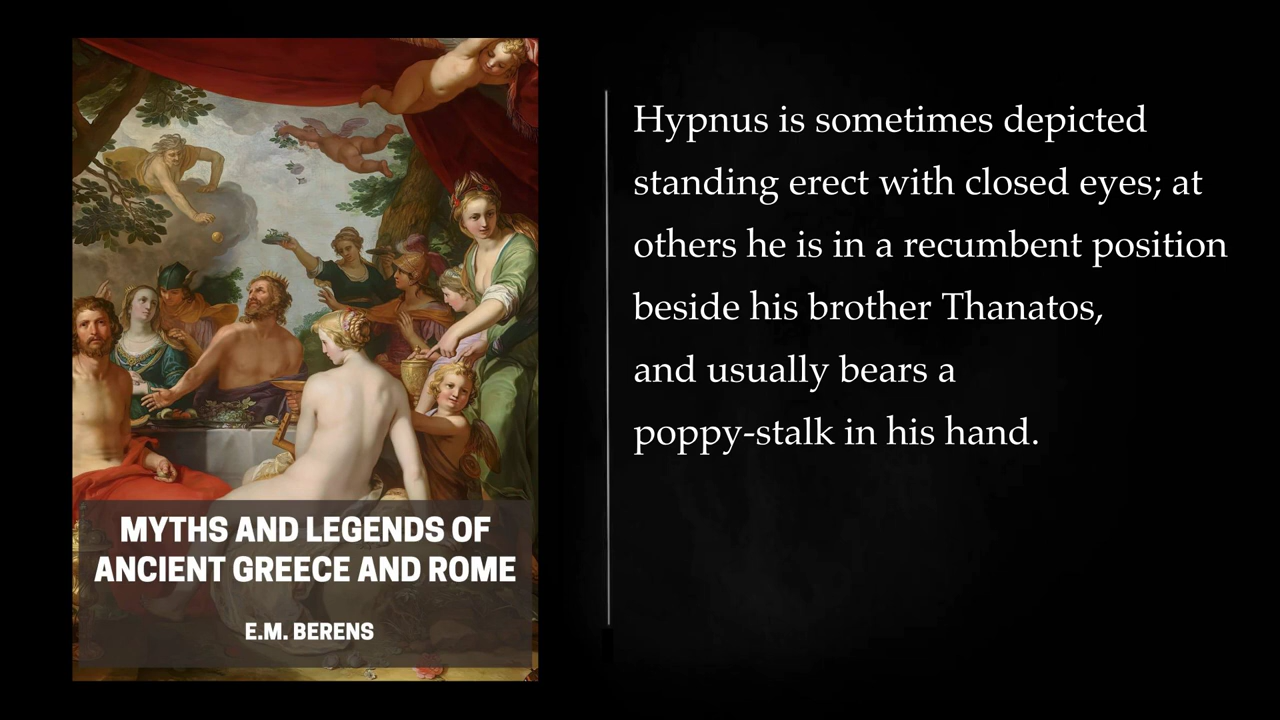 MYTHS AND LEGENDS OF
ANCIENT GREECE AND ROME
E.M. BERENS
Hypnus is sometimes depicted
standing erect with closed eyes; at
others he is in a recumbent position
beside his brother Thanatos,
and usually bears a
poppy-stalk in his hand.